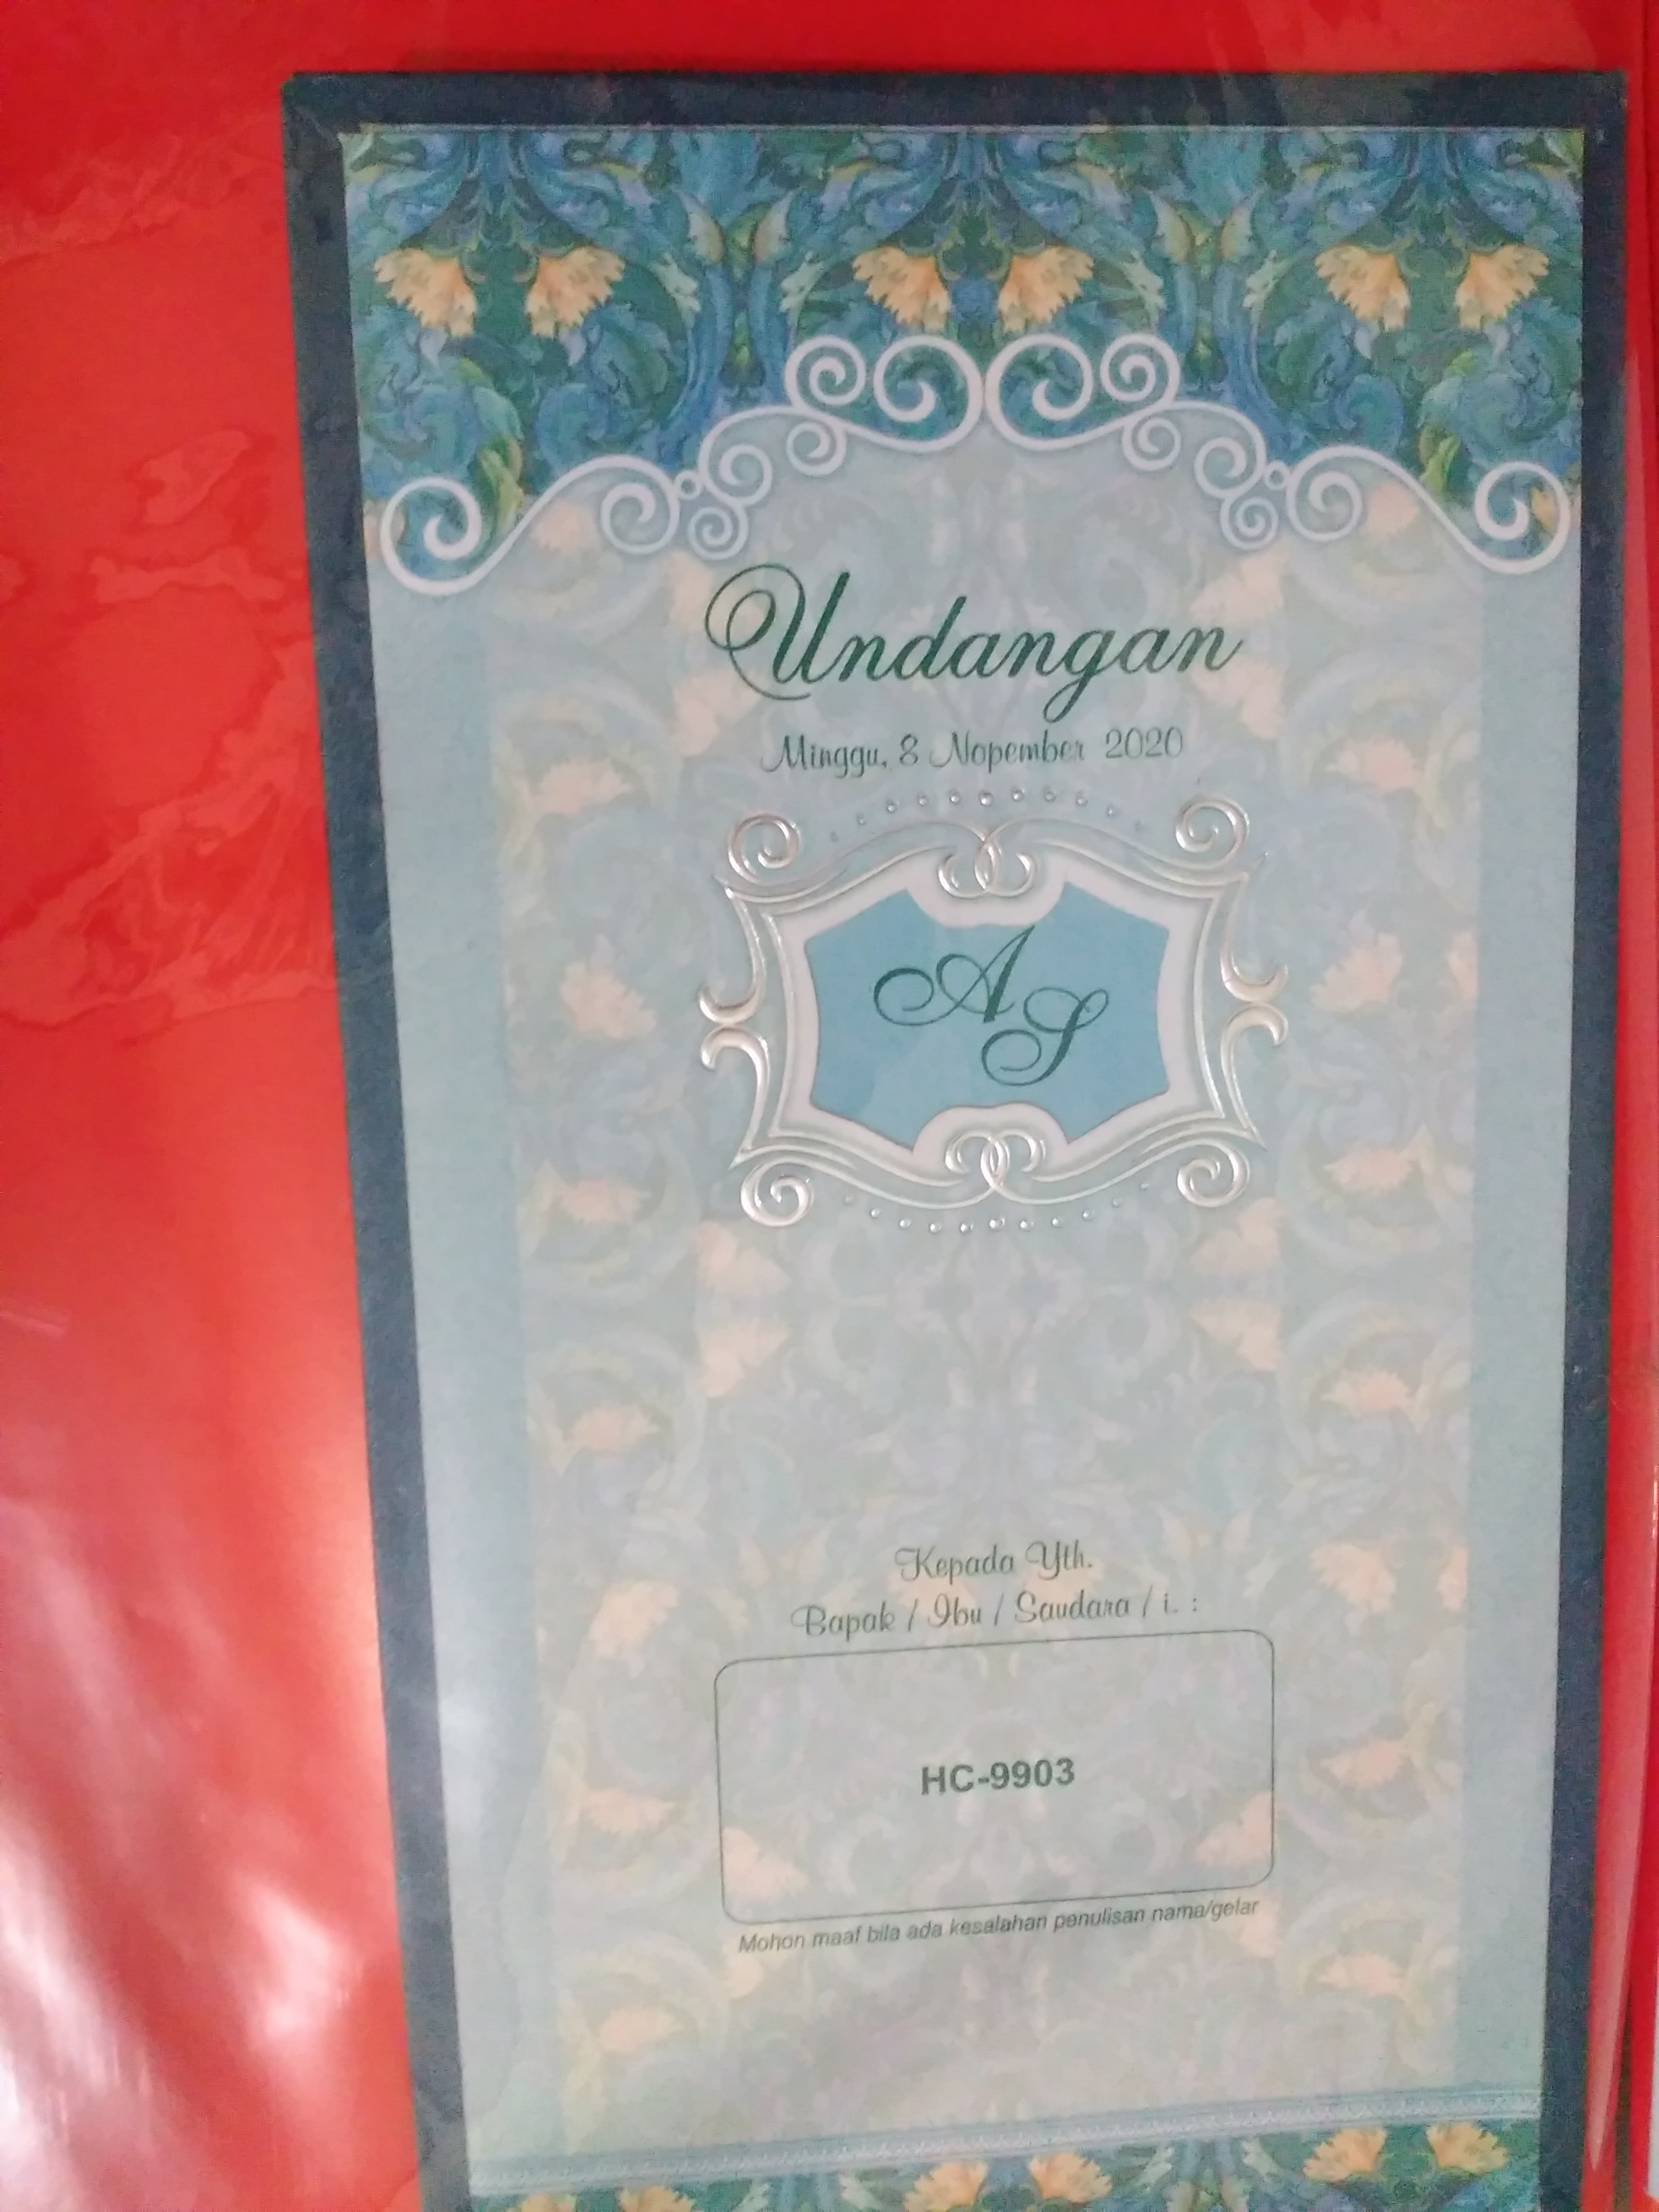 Undangan
Minggu, 8 Nopember 2020
A
S
Kepada Yth.
Bapak / Ibu / Saudara / i. :
HC-9903
Mohon maaf bila ada kesalahan penulisan nama/gelar